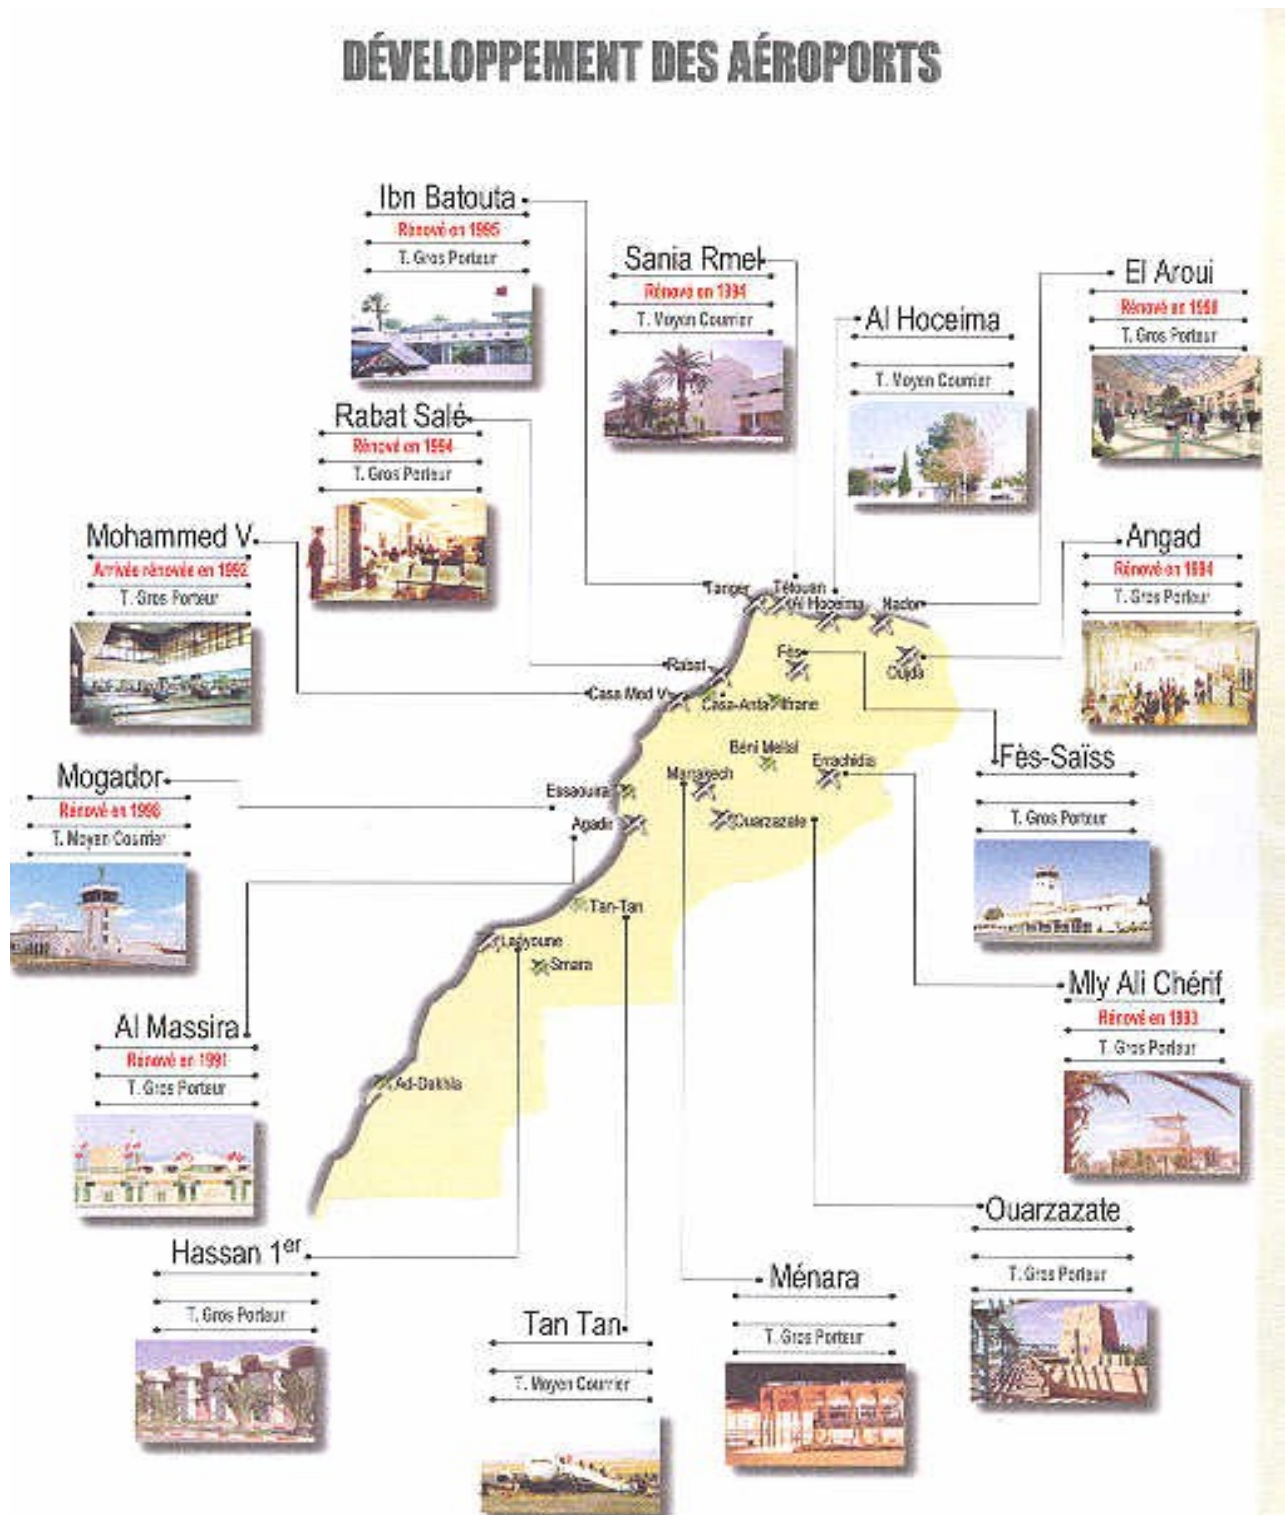 DÉVELOPPEMENT DES AÉROPORTS
Ibn Batouta
Rénové en 1995
T. Gros Porteur
Sania Rmel
Rénové en 1994
T. Moyen Courrier
El Aroui
Rénové en
T. Gros Porteur
Al Hoceima
T. Moyen Courrier
Rabat Salé
Rénové en 1994
T. Gros Porteur
Mohammed V
Arrivée rénovée en 1992
T. Gros Porteur
Angad
Rénové en 1994
T. Gros Porteur
Tanger
Tétouan
Al Hoceima
Nador
Fès
Oujda
Rabat
Casa Med V
Casa-Anfa
Ifrane
Béni Mellal
Errachidia
Marrakech
Essaouira
Agadir
Ouarzazate
Tan-Tan
Laayoune
Smara
Ad-Dakhla
Mogador
Rénové en 1998
T. Moyen Courrier
Fès-Saïss
T. Gros Porteur
Mly Ali Chérif
Rénové en 1993
T. Gros Porteur
Al Massira
Rénové en 1991
T. Gros Porteur
Ouarzazate
T. Gros Porteur
Hassan 1er
T. Gros Porteur
Ménara
T. Gros Porteur
Tan Tan
T. Moyen Courrier